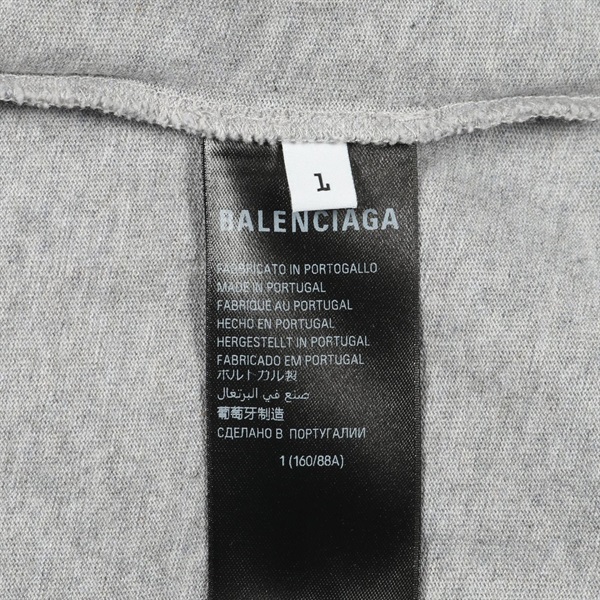 1
BALENCIAGA
FABBRICATO IN PORTOGALLO
MADE IN PORTUGAL
FABRIQUE AU PORTUGAL
HECHO EN PORTUGAL
HERGESTELLT IN PORTUGAL
FABRICADO EM PORTUGAL
ポルトガル製
صنع في البرتغال
葡萄牙制造
СДЕЛАНО В ПОРТУГАЛИИ
1 (160/88A)